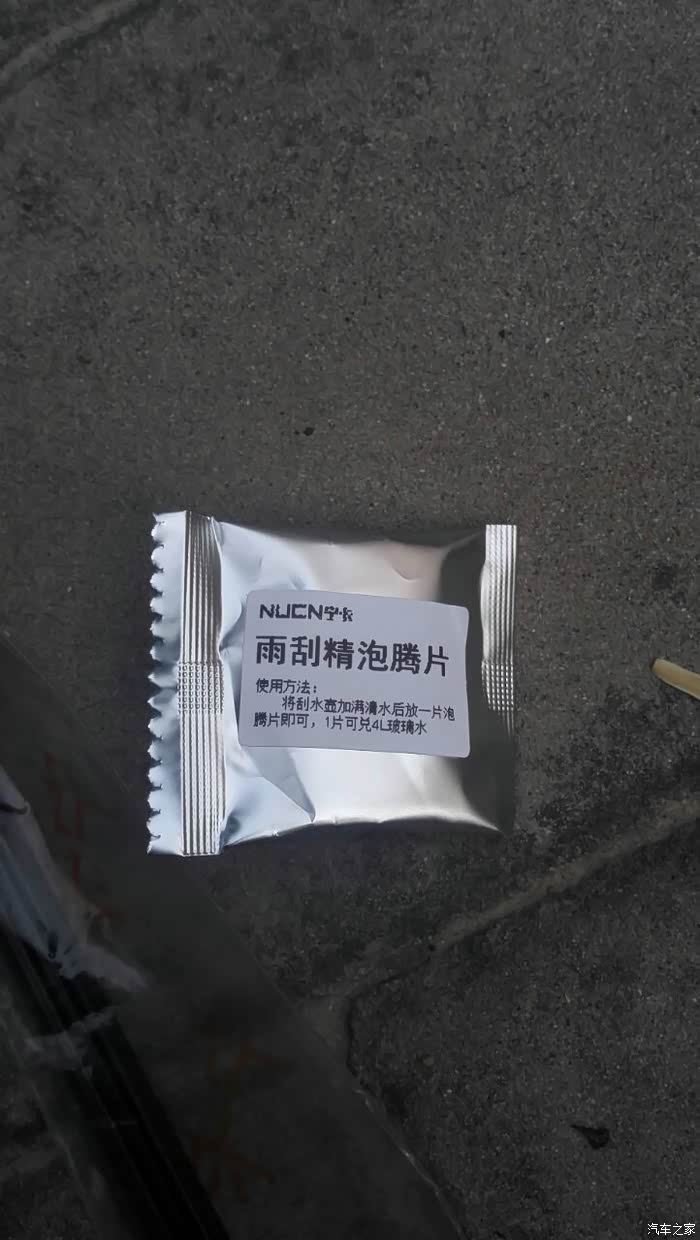 NUCN宁卡
雨刮精泡腾片
使用方法：
将刮水壶加满清水后放一片泡
腾片即可，1片可兑4L玻璃水
汽车之家